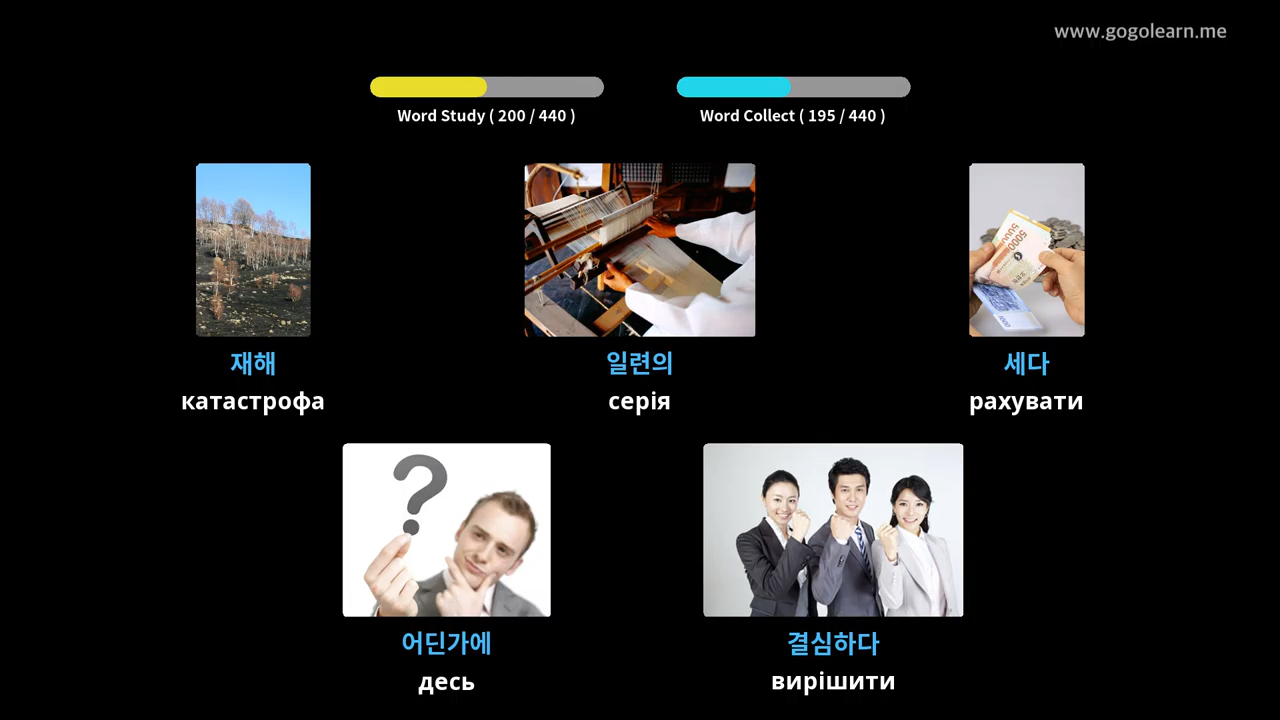 www.gogolearn.me
Word Study ( 200 / 440 )
Word Collect ( 195 / 440 )
재해
катастрофа
일련의
серія
세다
рахувати
어딘가에
десь
결심하다
вирішити